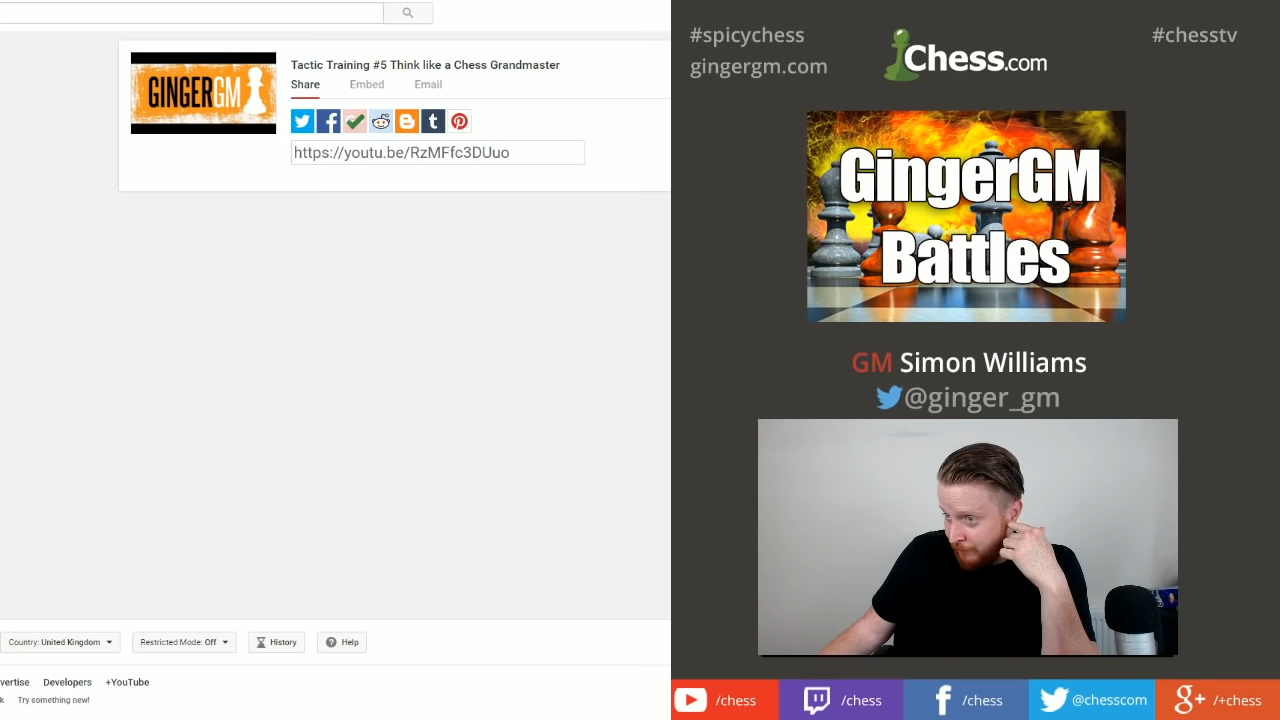 Tactic Training #5 Think like a Chess Grandmaster
GINGERGM
Share Embed Email
https://youtu.be/RzMFfc3DUuo
Country: United Kingdom
Restricted Mode: Off
History
Help
vertise Developers +YouTube
k Try something new!
#spicychess
gingergm.com
Chess.com
#chesstv
GingerGM
Battles
GM Simon Williams
@ginger_gm
/chess
/chess
/chess
@chesscom
g+ /+chess